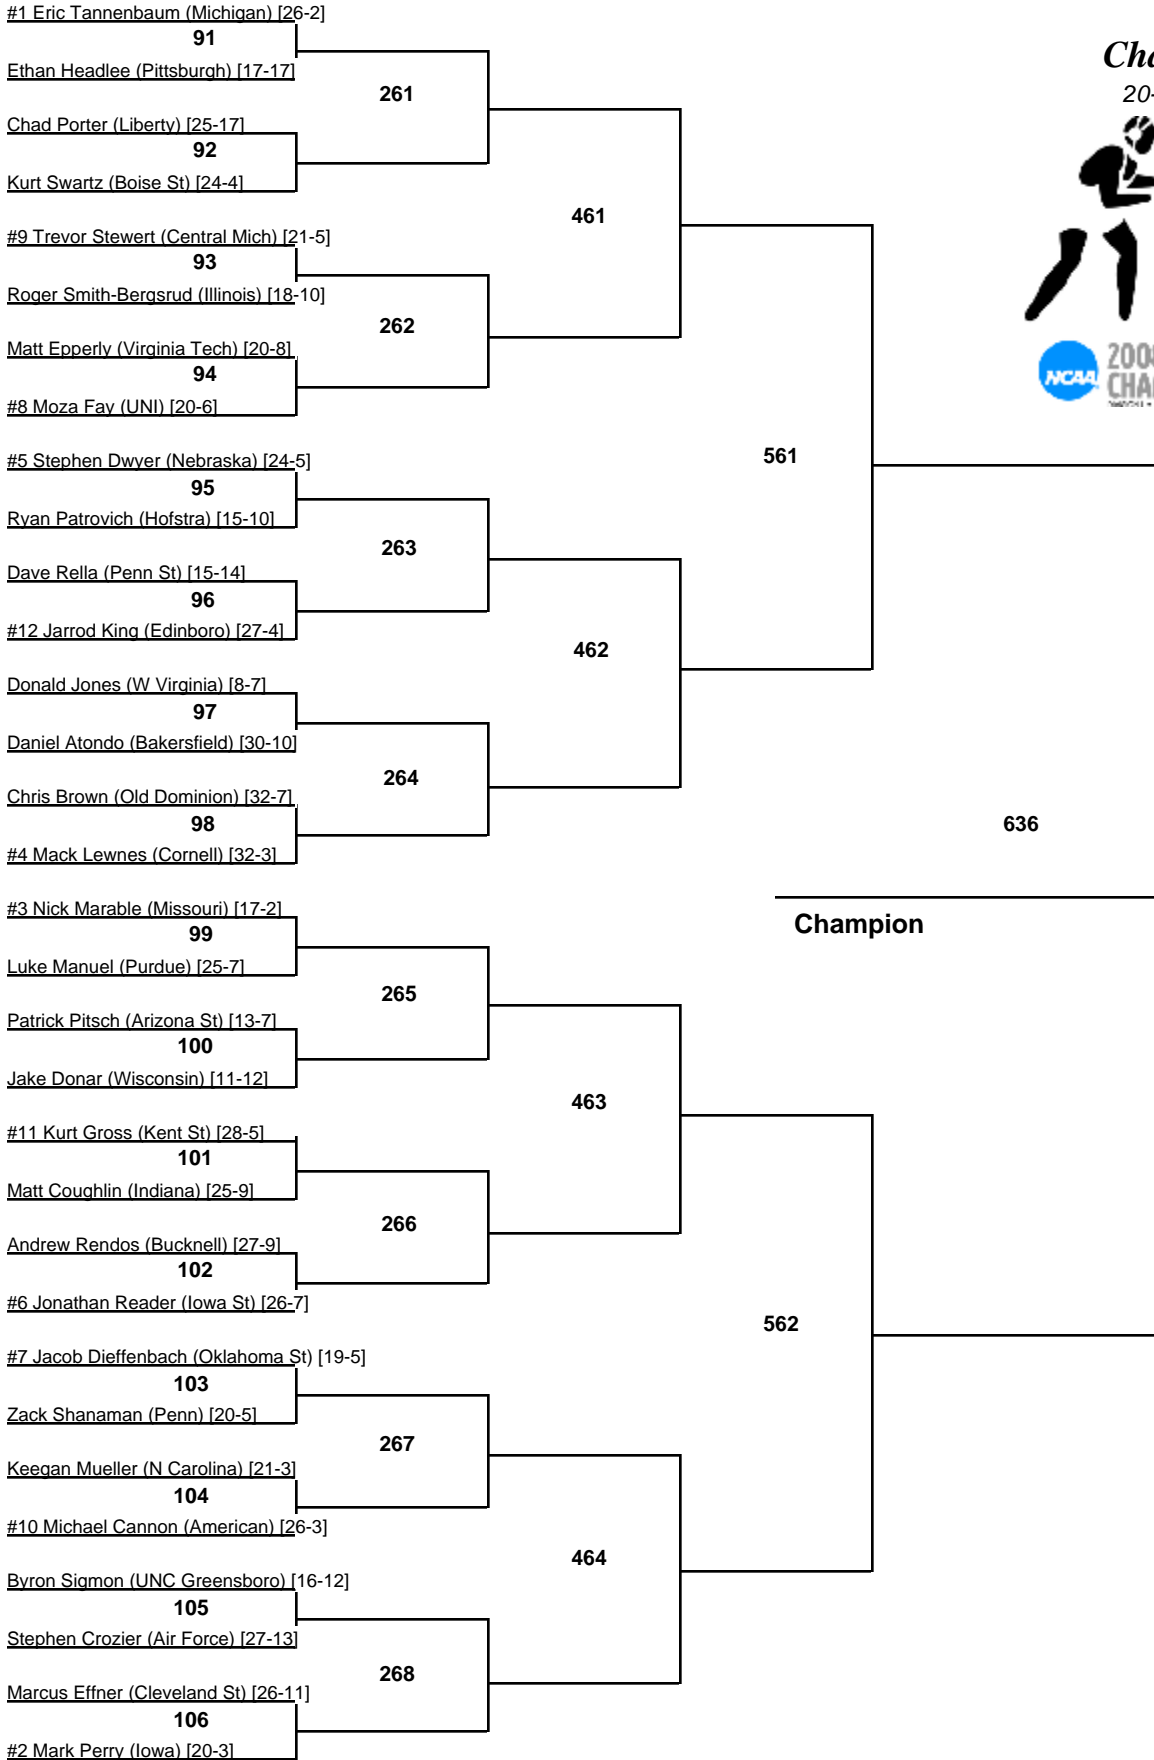 #1 Eric Tannenbaum (Michigan) [26-2]
91
Ethan Headlee (Pittsburgh) [17-17]
261
Chad Porter (Liberty) [25-17]
92
Kurt Swartz (Boise St) [24-4]
461
#9 Trevor Stewert (Central Mich) [21-5]
93
Roger Smith-Bergsrud (Illinois) [18-10]
262
Matt Epperly (Virginia Tech) [20-8]
94
#8 Moza Fay (UNI) [20-6]
561
#5 Stephen Dwyer (Nebraska) [24-5]
95
Ryan Patrovich (Hofstra) [15-10]
263
Dave Rella (Penn St) [15-14]
96
#12 Jarrod King (Edinboro) [27-4]
462
Donald Jones (W Virginia) [8-7]
97
Daniel Atondo (Bakersfield) [30-10]
264
Chris Brown (Old Dominion) [32-7]
98
#4 Mack Lewnes (Cornell) [32-3]
636
Champion
#3 Nick Marable (Missouri) [17-2]
99
Luke Manuel (Purdue) [25-7]
265
Patrick Pitsch (Arizona St) [13-7]
100
Jake Donar (Wisconsin) [11-12]
463
#11 Kurt Gross (Kent St) [28-5]
101
Matt Coughlin (Indiana) [25-9]
266
Andrew Rendos (Bucknell) [27-9]
102
#6 Jonathan Reader (Iowa St) [26-7]
562
#7 Jacob Dieffenbach (Oklahoma St) [19-5]
103
Zack Shanaman (Penn) [20-5]
267
Keegan Mueller (N Carolina) [21-3]
104
#10 Michael Cannon (American) [26-3]
464
Byron Sigmon (UNC Greensboro) [16-12]
105
Stephen Crozier (Air Force) [27-13]
268
Marcus Effner (Cleveland St) [26-11]
106
#2 Mark Perry (Iowa) [20-3]
Cha
20-
NCAA
200
CHA